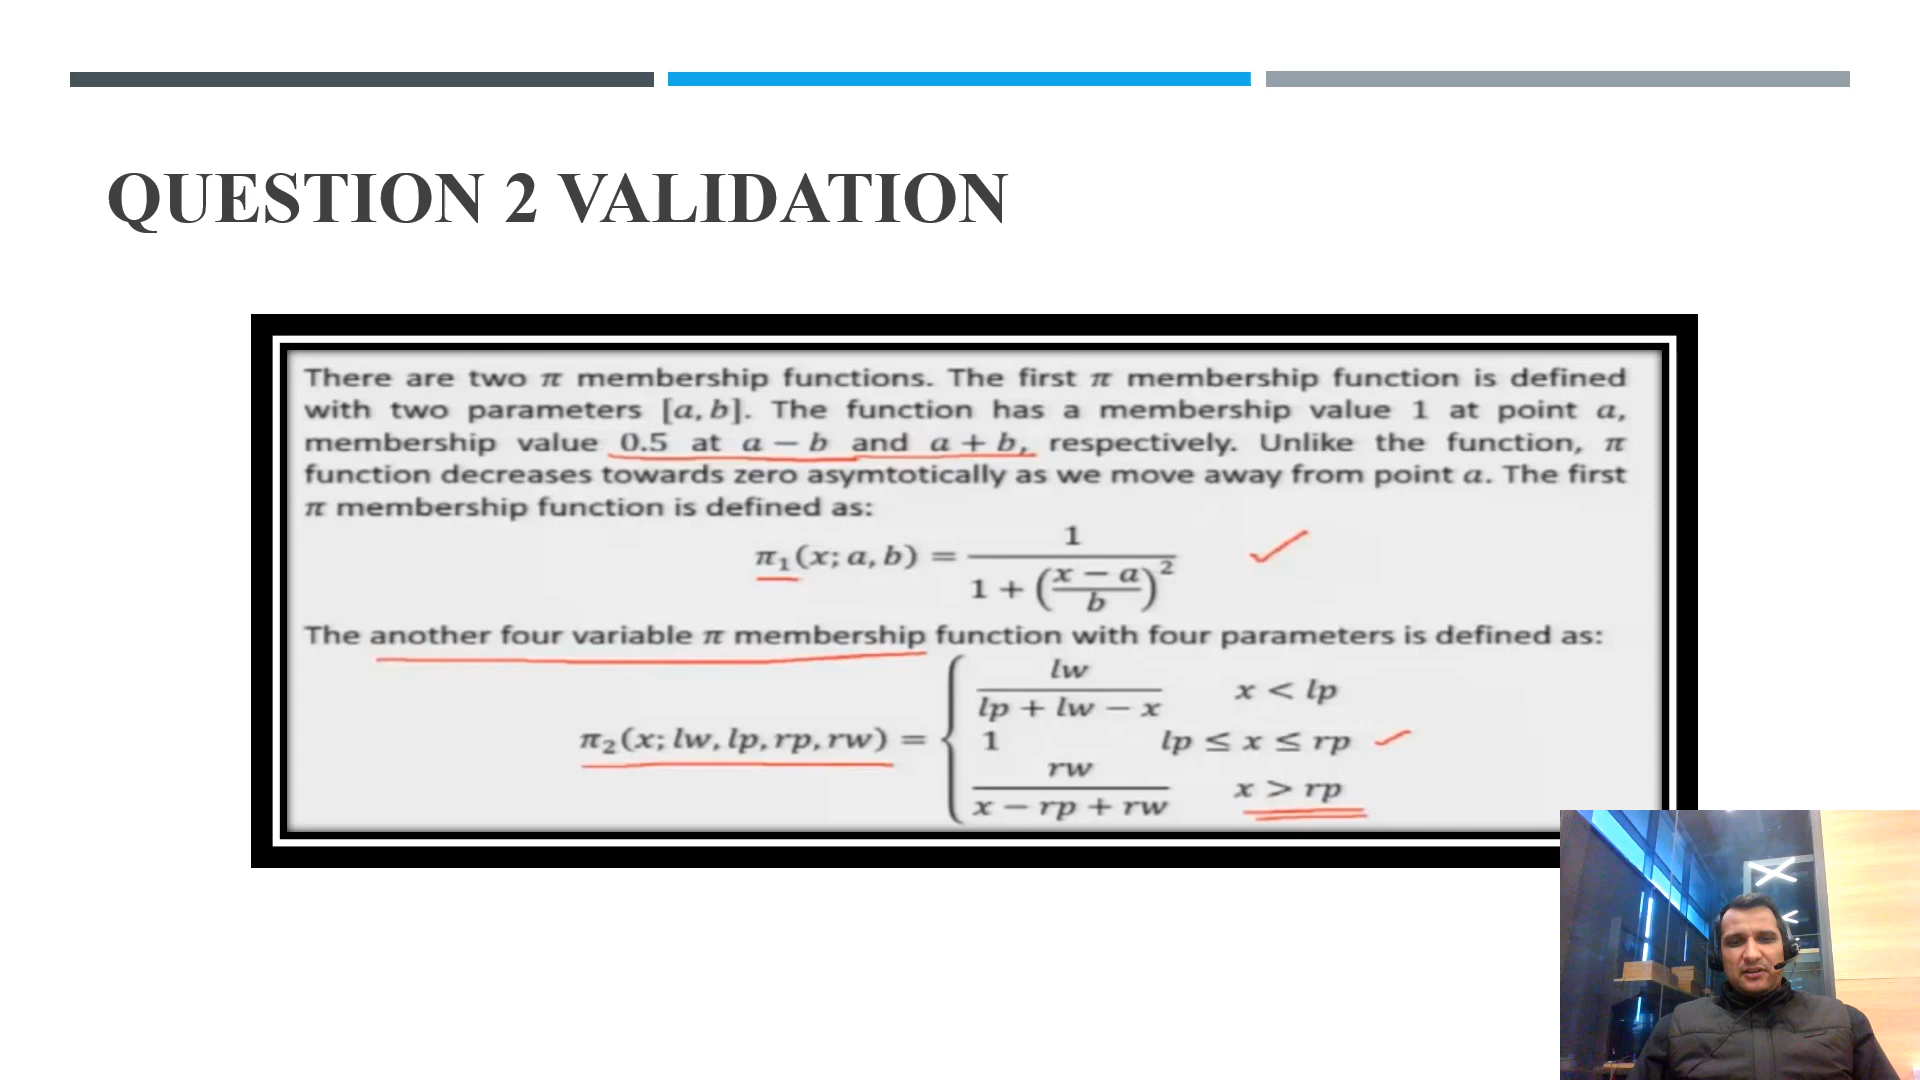 QUESTION 2 VALIDATION
There are two π membership functions. The first π membership function is defined
with two parameters [a, b]. The function has a membership value 1 at point a,
membership value 0.5 at a − b and a + b, respectively. Unlike the function, π
function decreases towards zero asymtotically as we move away from point a. The first
π membership function is defined as:
π₁(x; a, b) = 1 / (1 + ((x − a)/b)²)
The another four variable π membership function with four parameters is defined as:
π₂(x; lw, lp, rp, rw) = {
lw / (lp + lw − x) x < lp
1 lp ≤ x ≤ rp
rw / (x − rp + rw) x > rp